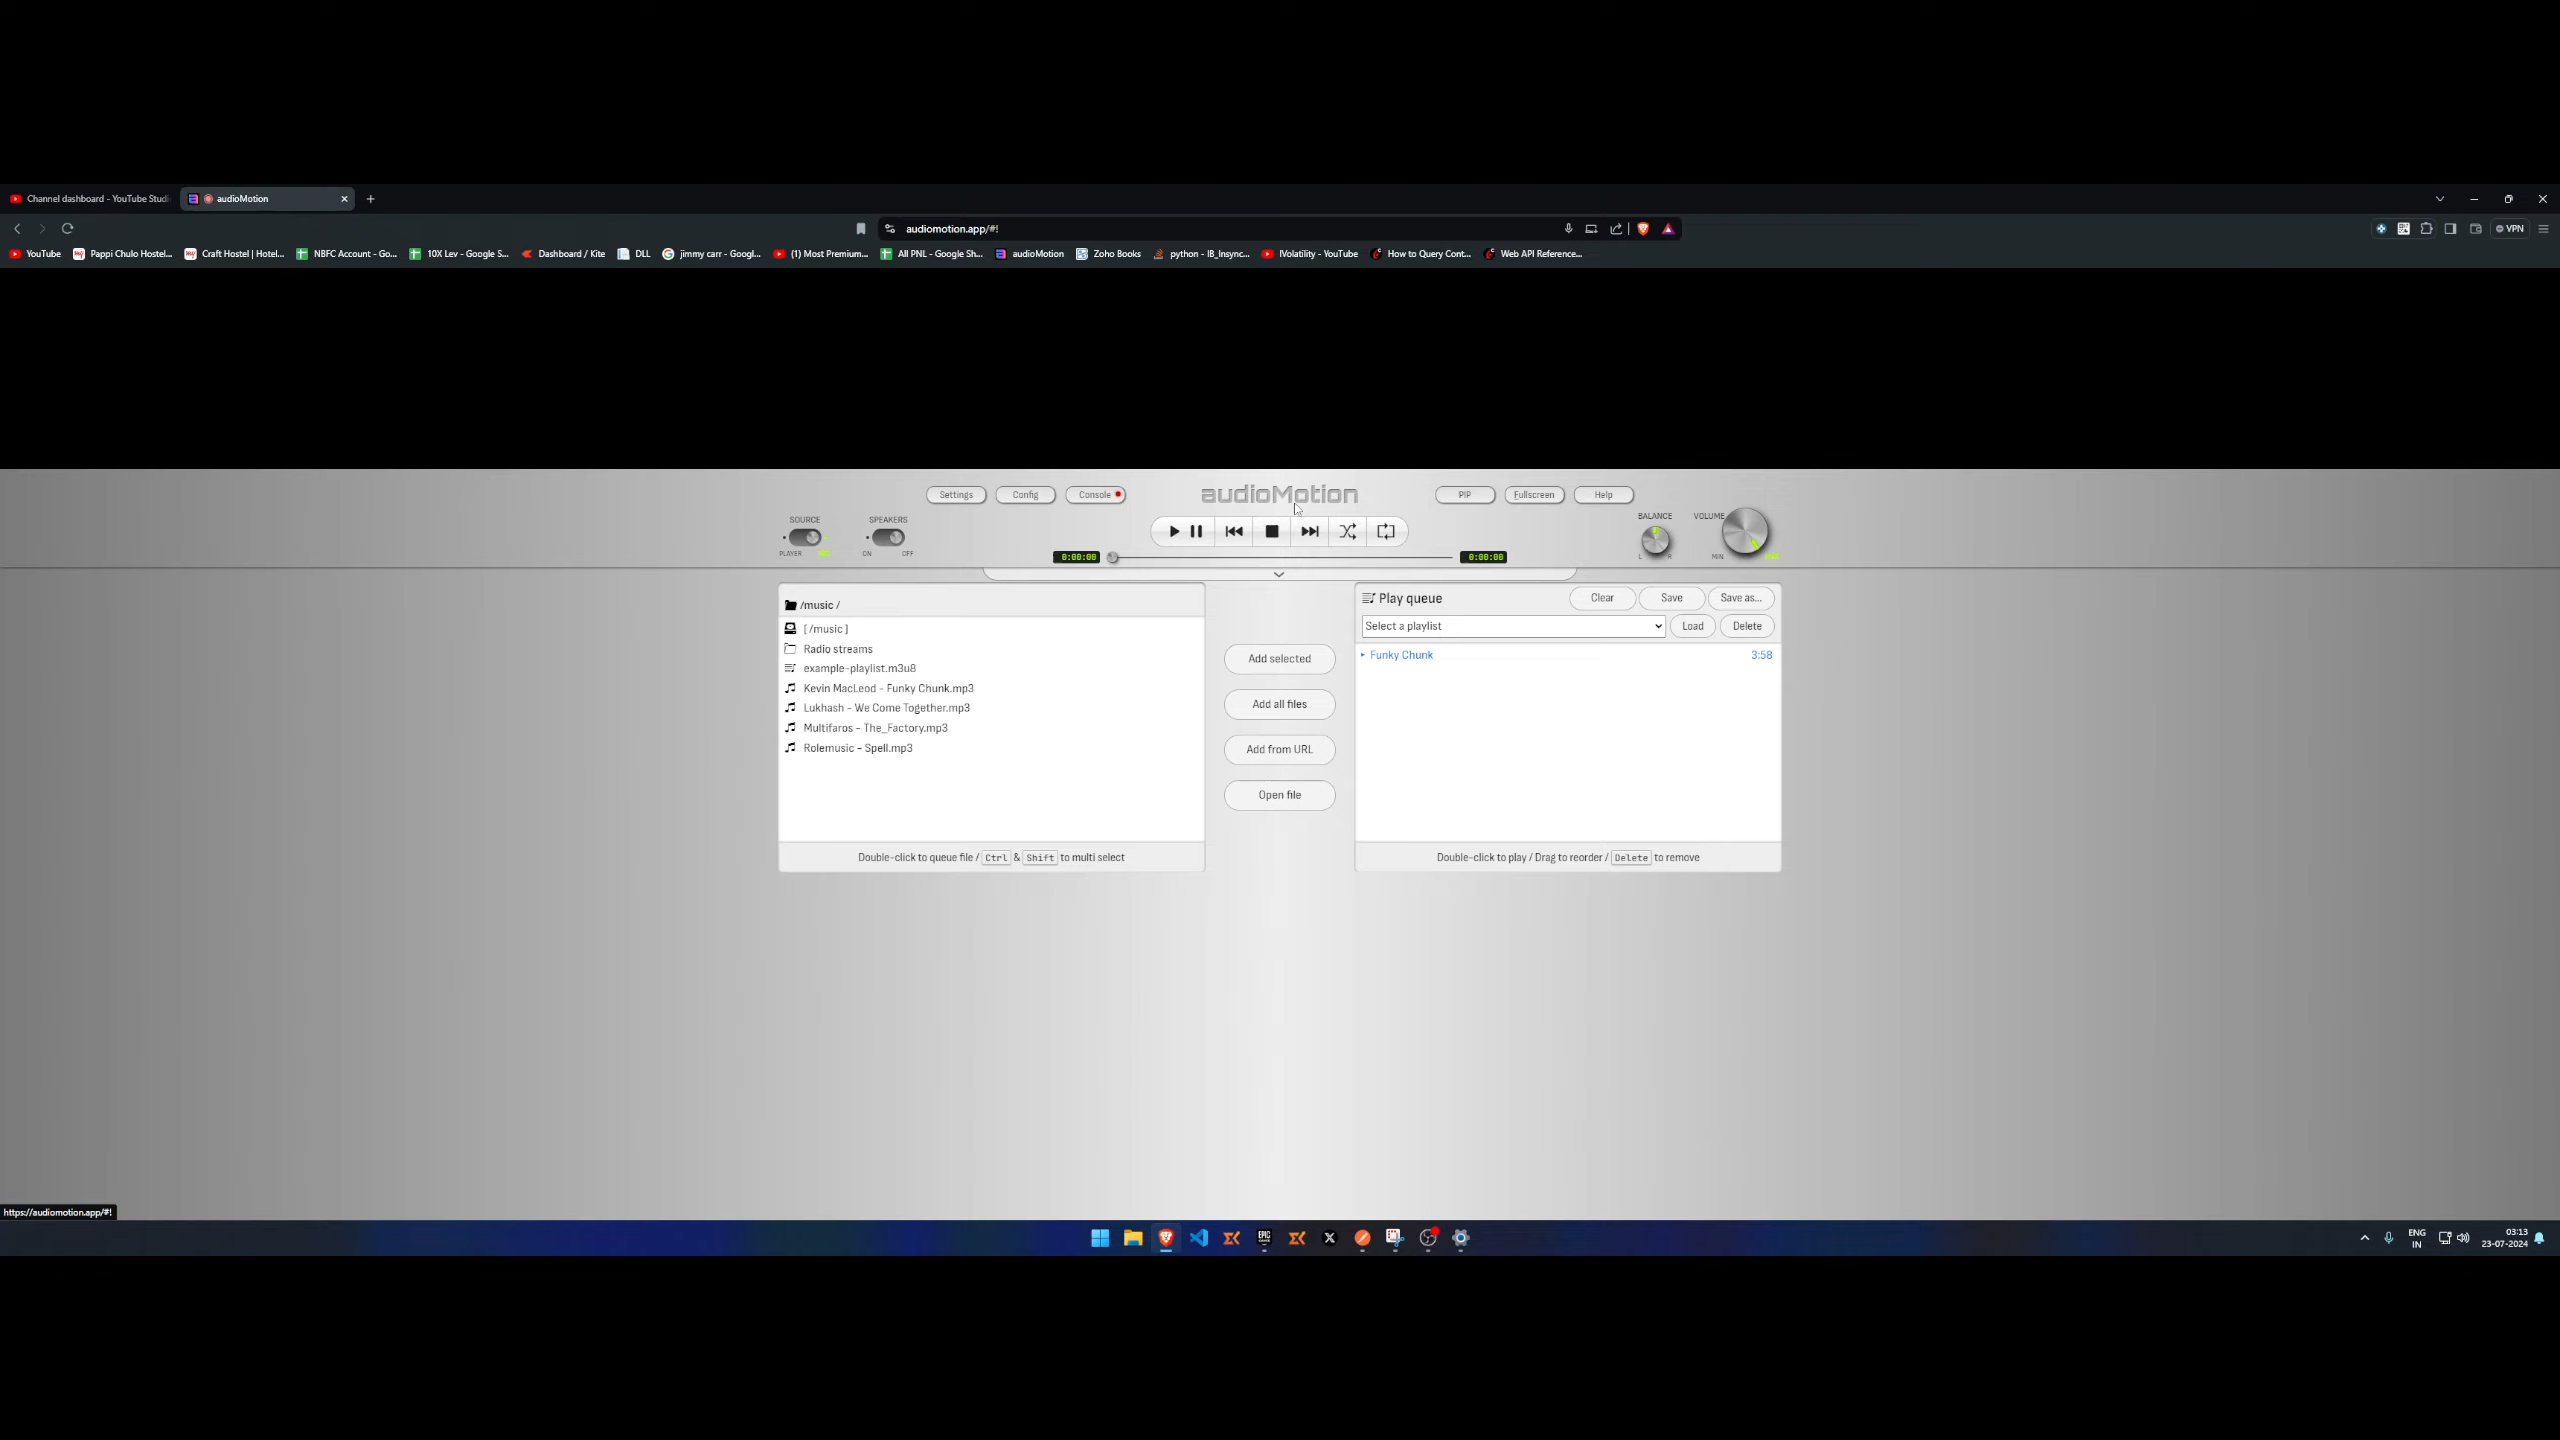 Channel dashboard - YouTube Studi
audioMotion
audiomotion.app/#!
VPN
YouTube
Pappi Chulo Hostel...
Craft Hostel | Hotel...
NBFC Account - Go...
10X Lev - Google S...
Dashboard / Kite
DLL
jimmy carr - Googl...
(1) Most Premium...
All PNL - Google Sh...
audioMotion
Zoho Books
python - IB_Insync...
IVolatility - YouTube
How to Query Cont...
Web API Reference...
Settings
Config
Console
audioMotion
PIP
Fullscreen
Help
SOURCE
PLAYER
SPEAKERS
ON
OFF
0:00:00
0:00:00
BALANCE
L
R
VOLUME
MIN
/music /
[ /music ]
Radio streams
example-playlist.m3u8
Kevin MacLeod - Funky Chunk.mp3
Lukhash - We Come Together.mp3
Multifaros - The_Factory.mp3
Rolemusic - Spell.mp3
Double-click to queue file / Ctrl & Shift to multi select
Add selected
Add all files
Add from URL
Open file
Play queue
Clear
Save
Save as...
Select a playlist
Load
Delete
Funky Chunk
3:58
Double-click to play / Drag to reorder / Delete to remove
https://audiomotion.app/#!
EPIC
ENG
IN
03:13
23-07-2024